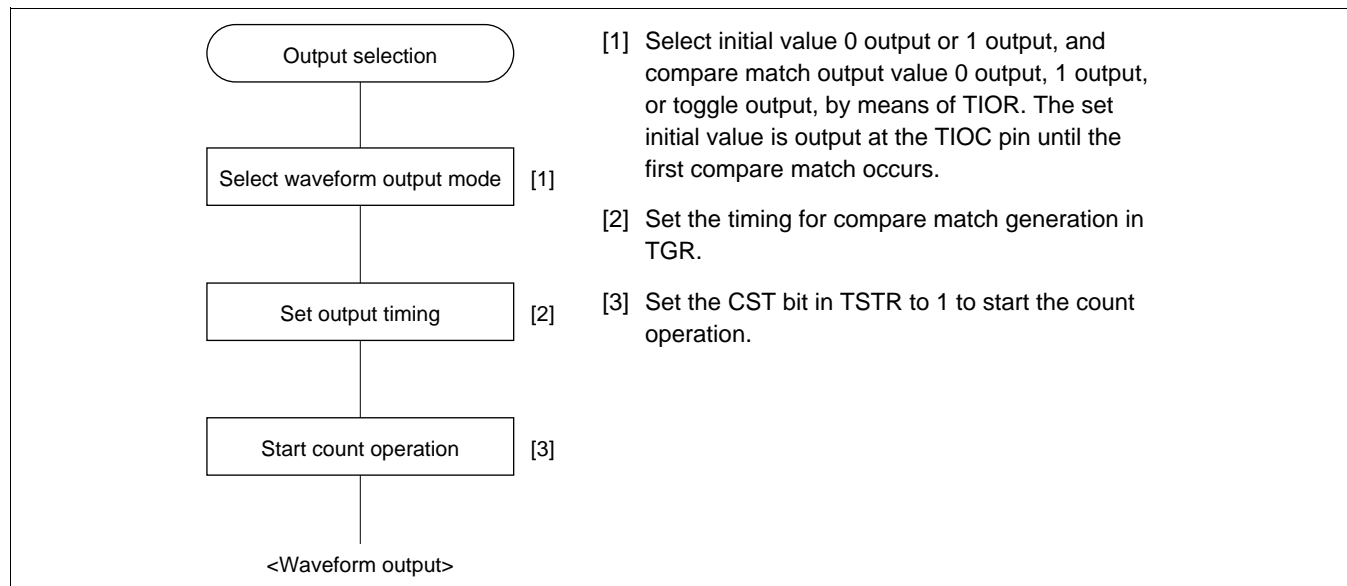 Output selection
Select waveform output mode [1]
Set output timing [2]
Start count operation [3]
<Waveform output>
[1] Select initial value 0 output or 1 output, and
compare match output value 0 output, 1 output,
or toggle output, by means of TIOR. The set
initial value is output at the TIOC pin until the
first compare match occurs.
[2] Set the timing for compare match generation in
TGR.
[3] Set the CST bit in TSTR to 1 to start the count
operation.